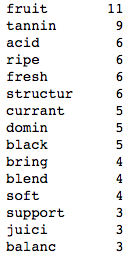 fruit 11
tannin 9
acid 6
ripe 6
fresh 6
structur 6
currant 5
domin 5
black 5
bring 4
blend 4
soft 4
support 3
juici 3
balanc 3